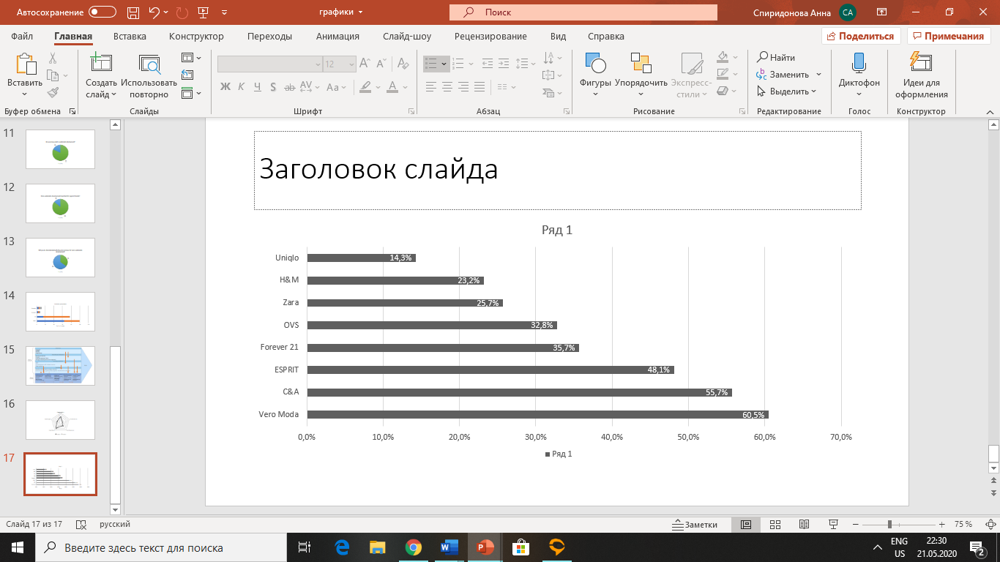 Автосохранение
графики
Поиск
Спиридонова Анна
СА
Файл Главная Вставка Конструктор Переходы Анимация Слайд-шоу Рецензирование Вид Справка
Поделиться
Примечания
Вставить
Создать слайд
Использовать повторно
12
Ж К Ч S ab AV Aa А
Фигуры
Упорядочить
Экспресс-стили
Найти
Заменить
Выделить
Диктофон
Идеи для оформления
Буфер обмена
Слайды
Шрифт
Абзац
Рисование
Редактирование
Голос
Конструктор
11
12
13
14
15
16
17
Заголовок слайда
Ряд 1
Uniqlo 14,3%
H&M 23,2%
Zara 25,7%
OVS 32,8%
Forever 21 35,7%
ESPRIT 48,1%
C&A 55,7%
Vero Moda 60,5%
0,0% 10,0% 20,0% 30,0% 40,0% 50,0% 60,0% 70,0%
Ряд 1
Слайд 17 из 17
русский
Заметки
75 %
Введите здесь текст для поиска
ENG
US
22:30
21.05.2020
2